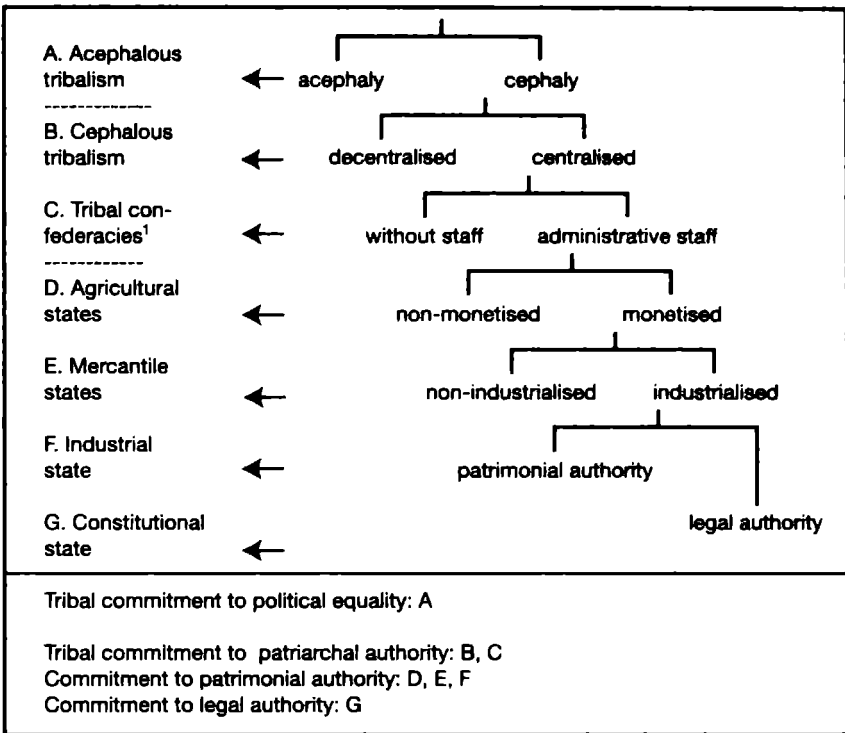 A. Acephalous
tribalism
acephaly cephaly
B. Cephalous
tribalism
decentralised centralised
C. Tribal con-
federacies¹
without staff administrative staff
D. Agricultural
states
non-monetised monetised
E. Mercantile
states
non-industrialised industrialised
F. Industrial
state
patrimonial authority
G. Constitutional
state
legal authority
Tribal commitment to political equality: A
Tribal commitment to patriarchal authority: B, C
Commitment to patrimonial authority: D, E, F
Commitment to legal authority: G